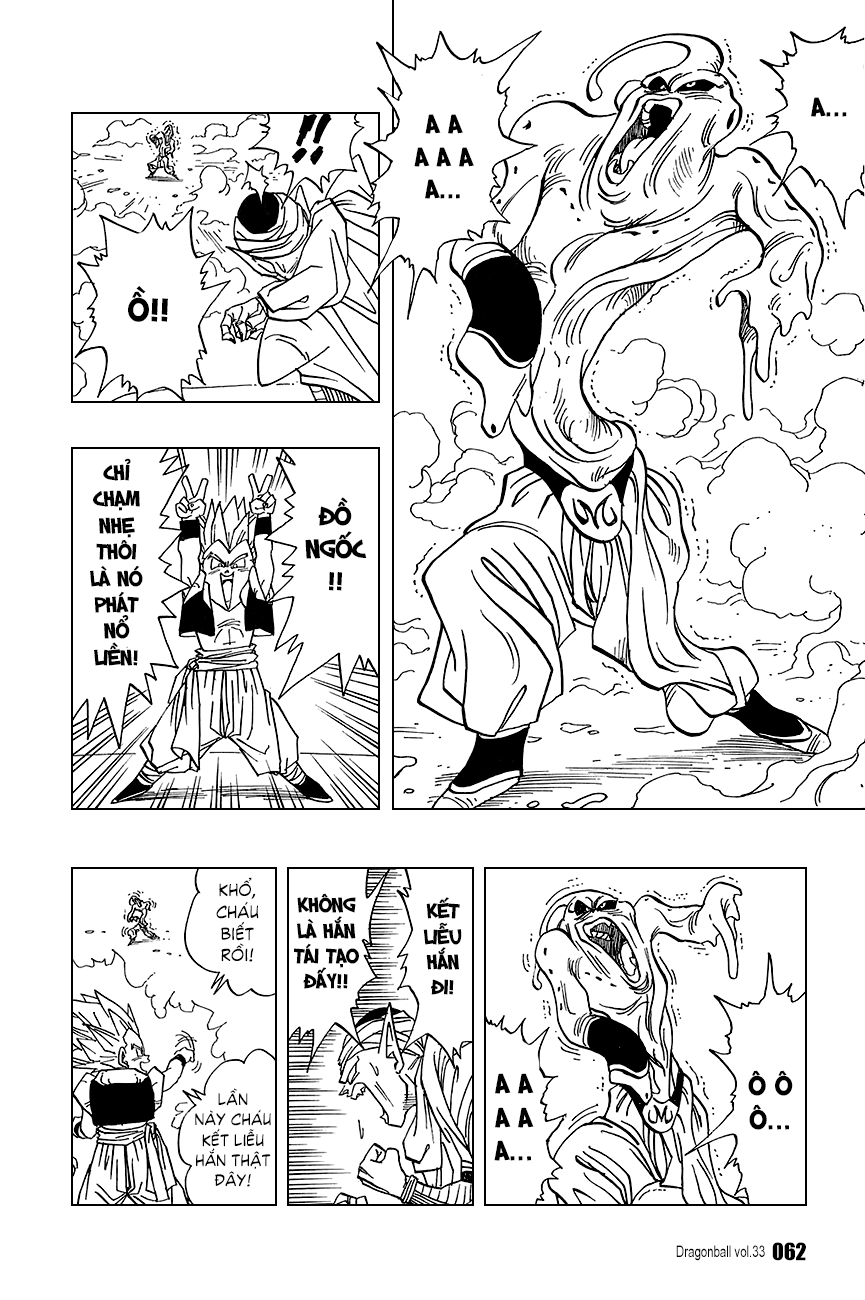 A...
A A
A A A
A...
!!
Ồ!!
ĐỒ
NGỐC
!!
CHỈ
CHẠM
NHẸ
THÔI
LÀ NÓ
PHÁT
NỔ
LIỀN!
Ô Ô
Ô...
A A
A A
A...
KẾT
LIỄU
HẮN
ĐI!
KHÔNG
LÀ HẮN
TÁI TẠO
ĐẤY!!
KHỔ,
CHÁU
BIẾT
RỒI!
LẦN
NÀY CHÁU
KẾT LIỄU
HẮN THẬT
ĐÂY!
Dragonball vol.33 062